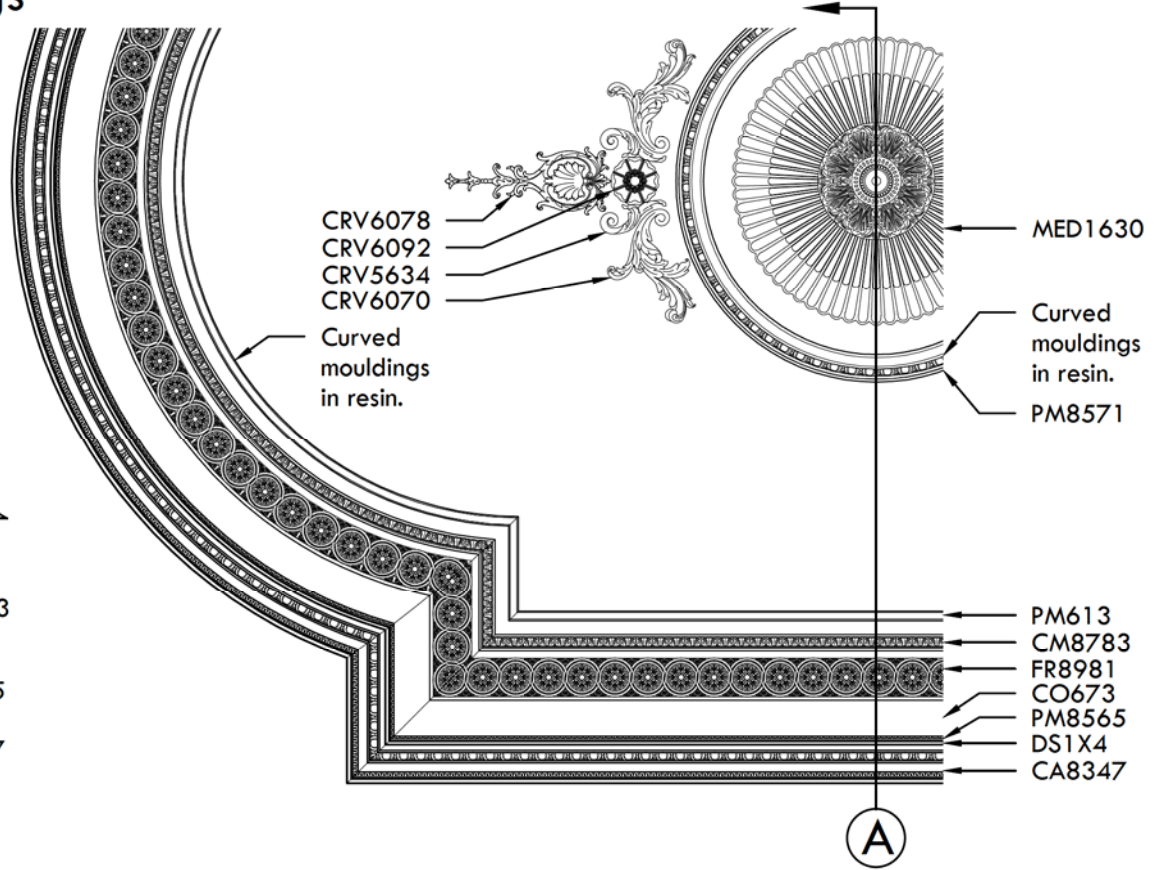 CRV6078
CRV6092
CRV5634
CRV6070
Curved
mouldings
in resin.
MED1630
Curved
mouldings
in resin.
PM8571
PM613
CM8783
FR8981
CO673
PM8565
DS1X4
CA8347
A